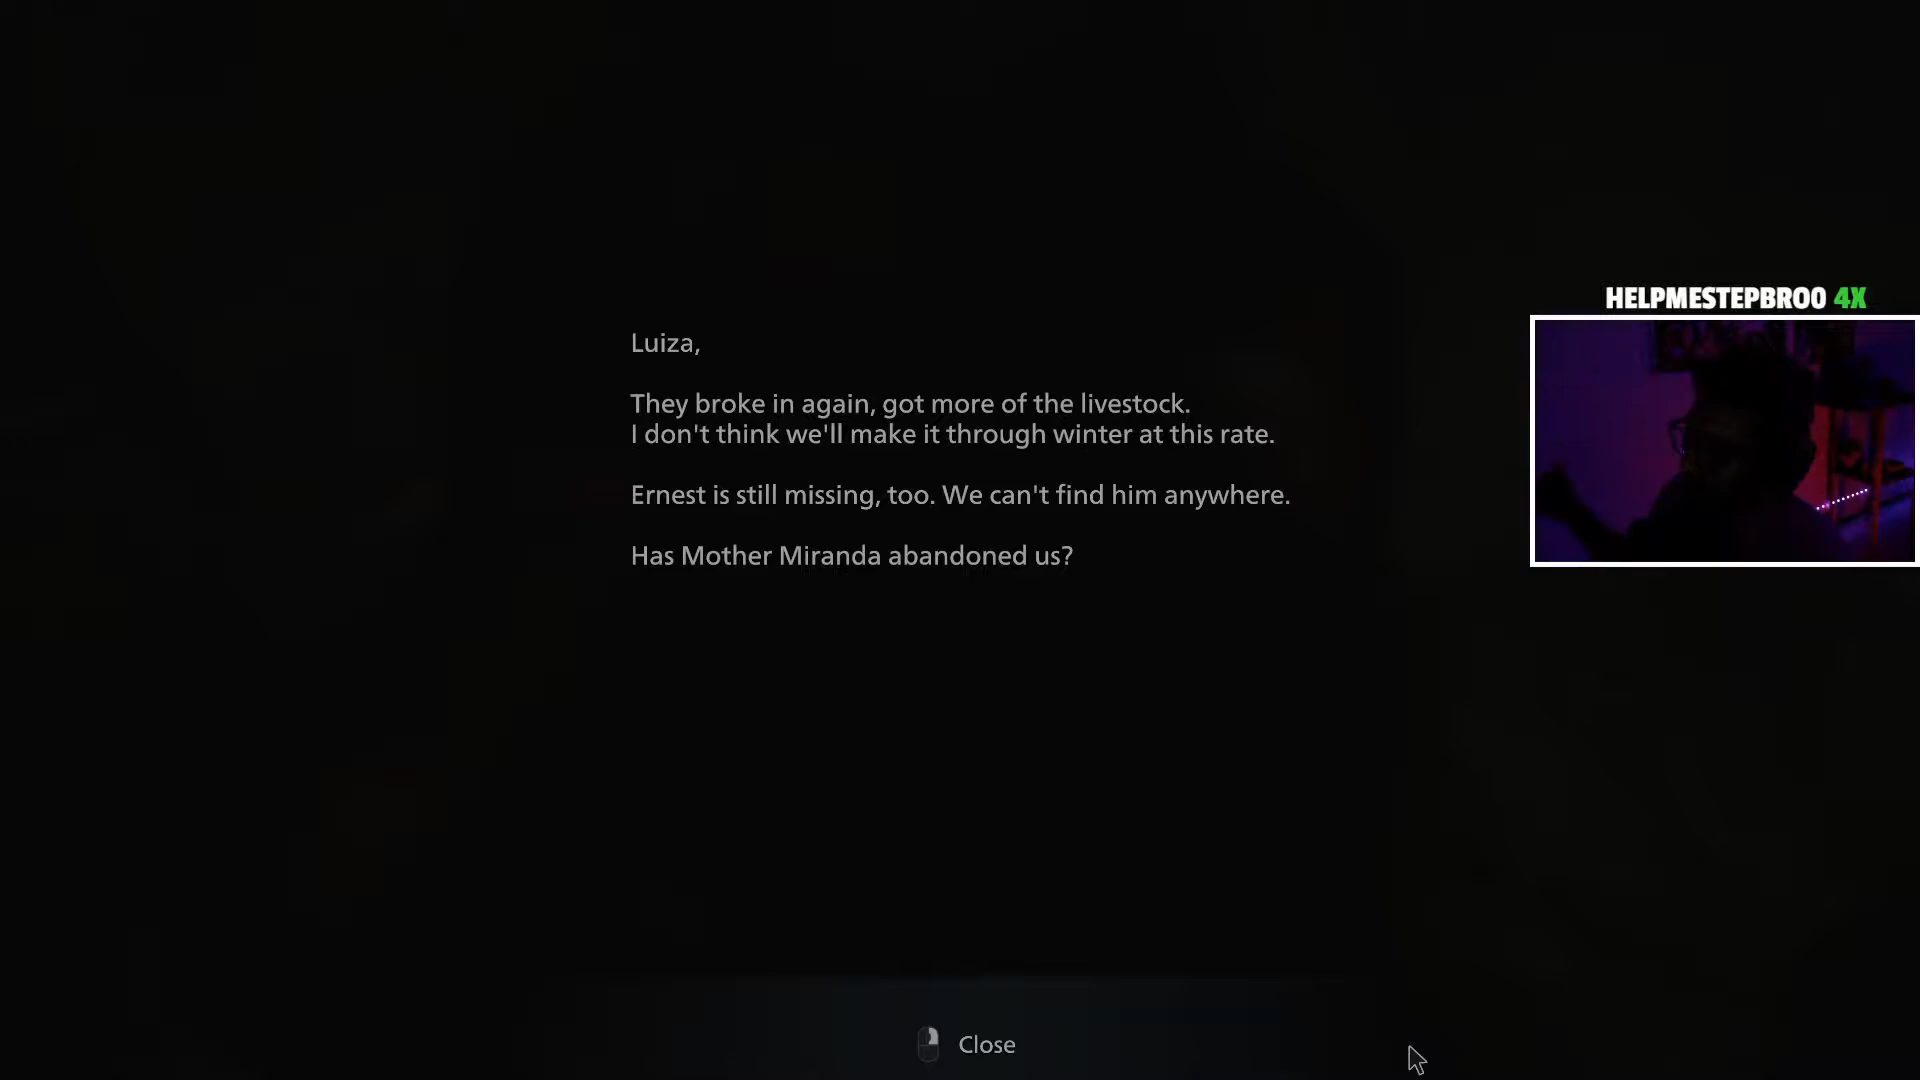 HELPMESTEPBROO 4X
Luiza,
They broke in again, got more of the livestock.
I don't think we'll make it through winter at this rate.
Ernest is still missing, too. We can't find him anywhere.
Has Mother Miranda abandoned us?
Close